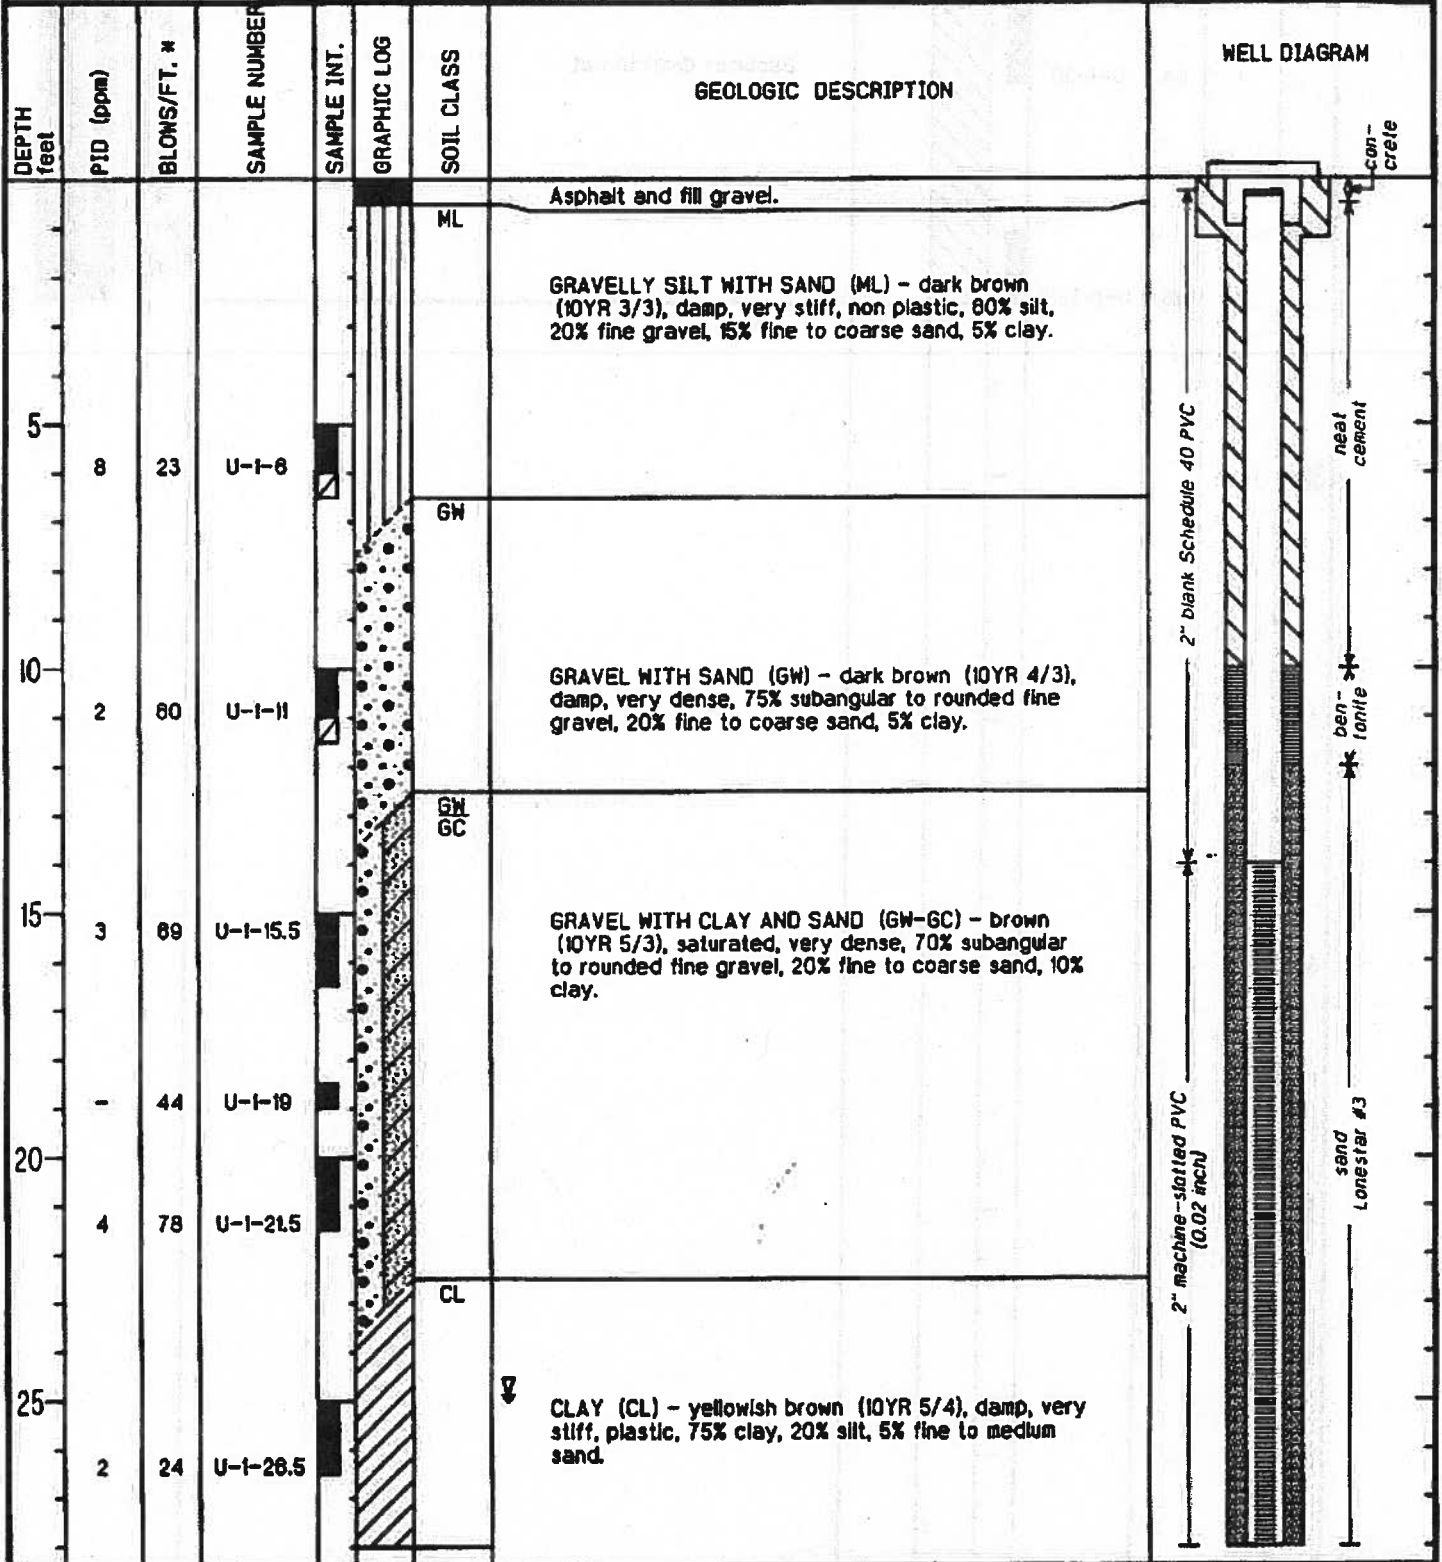 DEPTH feet
PID (ppm)
BLOWS/FT. *
SAMPLE NUMBER
SAMPLE INT.
GRAPHIC LOG
SOIL CLASS
GEOLOGIC DESCRIPTION
WELL DIAGRAM
con-
crete
Asphalt and fill gravel.
ML
GRAVELLY SILT WITH SAND (ML) - dark brown
(10YR 3/3), damp, very stiff, non plastic, 60% silt,
20% fine gravel, 15% fine to coarse sand, 5% clay.
5
8 23 U-1-6
GW
2" blank Schedule 40 PVC
neat
cement
10
GRAVEL WITH SAND (GW) - dark brown (10YR 4/3),
damp, very dense, 75% subangular to rounded fine
gravel, 20% fine to coarse sand, 5% clay.
2 60 U-1-11
ben-
tonite
GW
GC
15
3 69 U-1-15.5
GRAVEL WITH CLAY AND SAND (GW-GC) - brown
(10YR 5/3), saturated, very dense, 70% subangular
to rounded fine gravel, 20% fine to coarse sand, 10%
clay.
- 44 U-1-19
20
4 78 U-1-21.5
2" machine-slotted PVC
(0.02 inch)
sand
Lonestar #3
CL
25
CLAY (CL) - yellowish brown (10YR 5/4), damp, very
stiff, plastic, 75% clay, 20% silt, 5% fine to medium
sand.
2 24 U-1-26.5